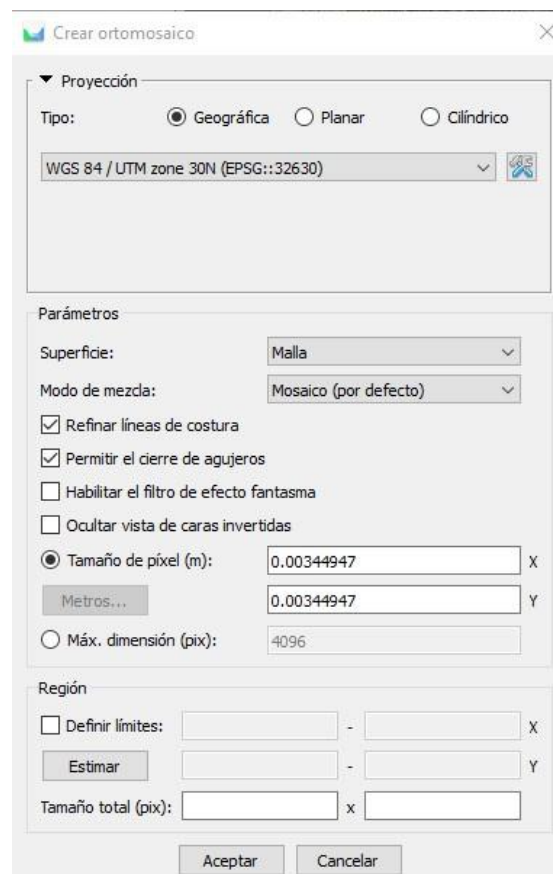 Crear ortomosaico
Proyección
Tipo: Geográfica Planar Cilíndrico
WGS 84 / UTM zone 30N (EPSG::32630)
Parámetros
Superficie: Malla
Modo de mezcla: Mosaico (por defecto)
Refinar líneas de costura
Permitir el cierre de agujeros
Habilitar el filtro de efecto fantasma
Ocultar vista de caras invertidas
Tamaño de píxel (m): 0.00344947 X
Metros... 0.00344947 Y
Máx. dimensión (pix): 4096
Región
Definir límites: - X
Estimar - Y
Tamaño total (pix): x
Aceptar Cancelar